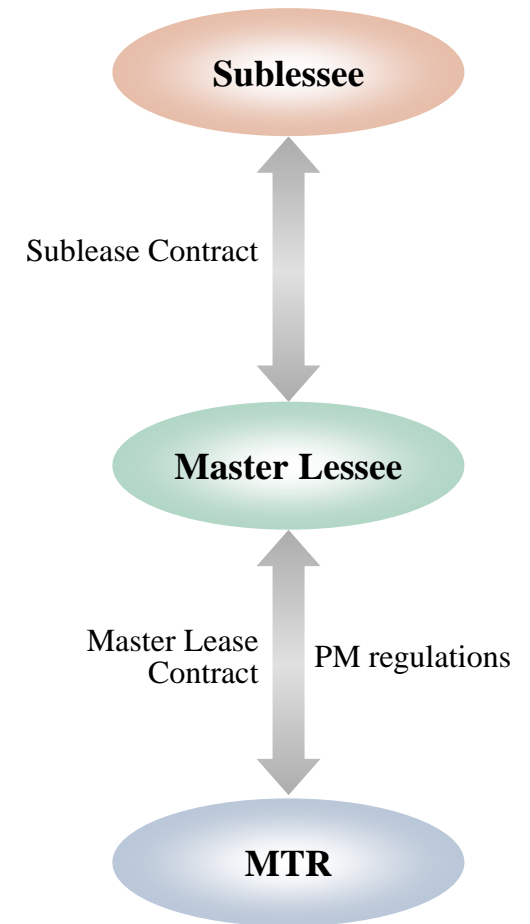 Sublessee
Sublease Contract
Master Lessee
Master Lease
Contract
PM regulations
MTR